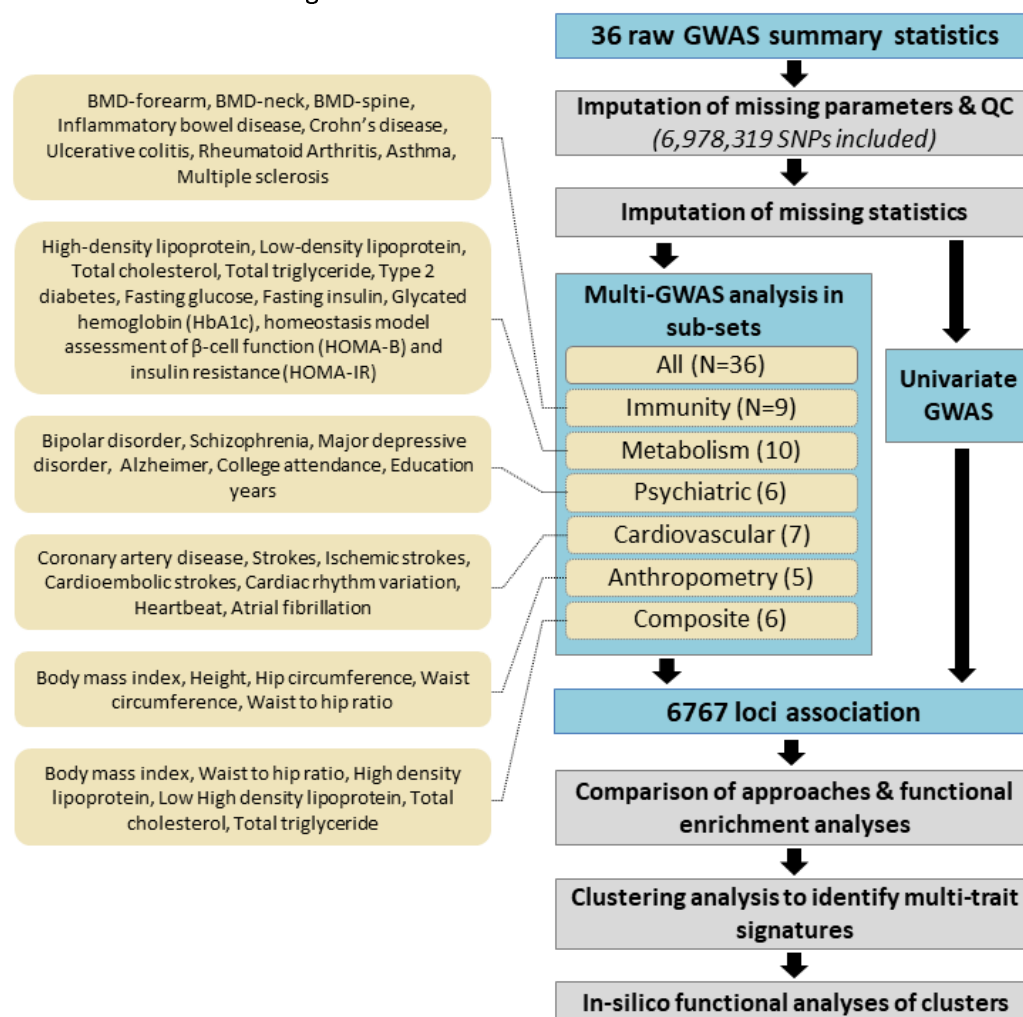 36 raw GWAS summary statistics
Imputation of missing parameters & QC
(6,978,319 SNPs included)
Imputation of missing statistics
BMD-forearm, BMD-neck, BMD-spine,
Inflammatory bowel disease, Crohn's disease,
Ulcerative colitis, Rheumatoid Arthritis, Asthma,
Multiple sclerosis
High-density lipoprotein, Low-density lipoprotein,
Total cholesterol, Total triglyceride, Type 2
diabetes, Fasting glucose, Fasting insulin, Glycated
hemoglobin (HbA1c), homeostasis model
assessment of β-cell function (HOMA-B) and
insulin resistance (HOMA-IR)
Bipolar disorder, Schizophrenia, Major depressive
disorder, Alzheimer, College attendance, Education
years
Coronary artery disease, Strokes, Ischemic strokes,
Cardioembolic strokes, Cardiac rhythm variation,
Heartbeat, Atrial fibrillation
Body mass index, Height, Hip circumference, Waist
circumference, Waist to hip ratio
Body mass index, Waist to hip ratio, High density
lipoprotein, Low High density lipoprotein, Total
cholesterol, Total triglyceride
Multi-GWAS analysis in
sub-sets
All (N=36)
Immunity (N=9)
Metabolism (10)
Psychiatric (6)
Cardiovascular (7)
Anthropometry (5)
Composite (6)
Univariate
GWAS
6767 loci association
Comparison of approaches & functional
enrichment analyses
Clustering analysis to identify multi-trait
signatures
In-silico functional analyses of clusters